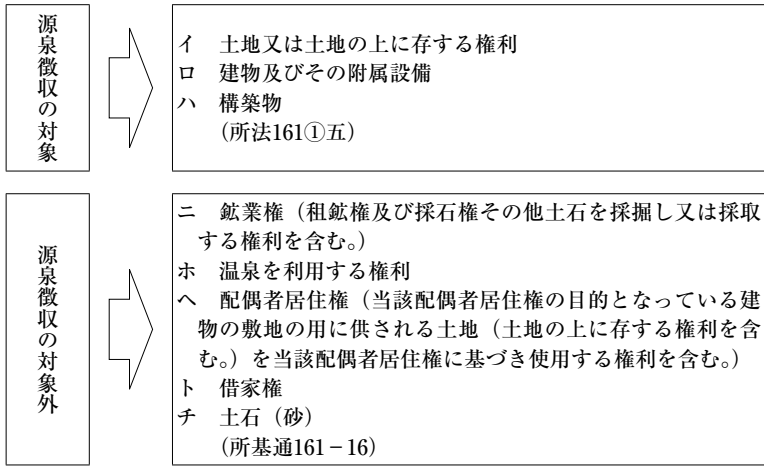 源泉徴収の対象
イ　土地又は土地の上に存する権利
ロ　建物及びその附属設備
ハ　構築物
（所法161①五）
源泉徴収の対象外
ニ　鉱業権（租鉱権及び採石権その他土石を採掘し又は採取
する権利を含む。）
ホ　温泉を利用する権利
ヘ　配偶者居住権（当該配偶者居住権の目的となっている建
物の敷地の用に供される土地（土地の上に存する権利を含
む。）を当該配偶者居住権に基づき使用する権利を含む。）
ト　借家権
チ　土石（砂）
（所基通161－16）